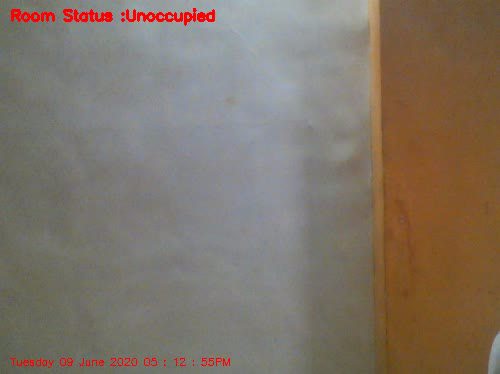 Room Status :Unoccupied
Tuesday 09 June 2020 05 : 12 : 55PM